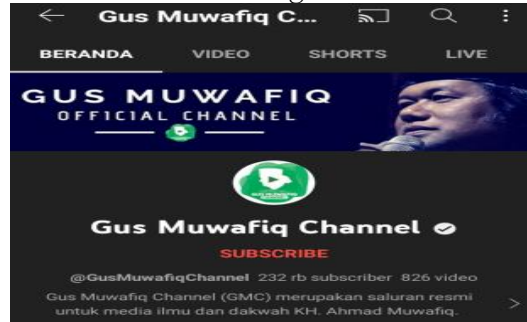 Gus Muwafiq C...
BERANDA VIDEO SHORTS LIVE
GUS MUWAFIQ
OFFICIAL CHANNEL
Gus Muwafiq Channel
SUBSCRIBE
@GusMuwafiqChannel 232 rb subscriber 826 video
Gus Muwafiq Channel (GMC) merupakan saluran resmi
untuk media ilmu dan dakwah KH. Ahmad Muwafiq.